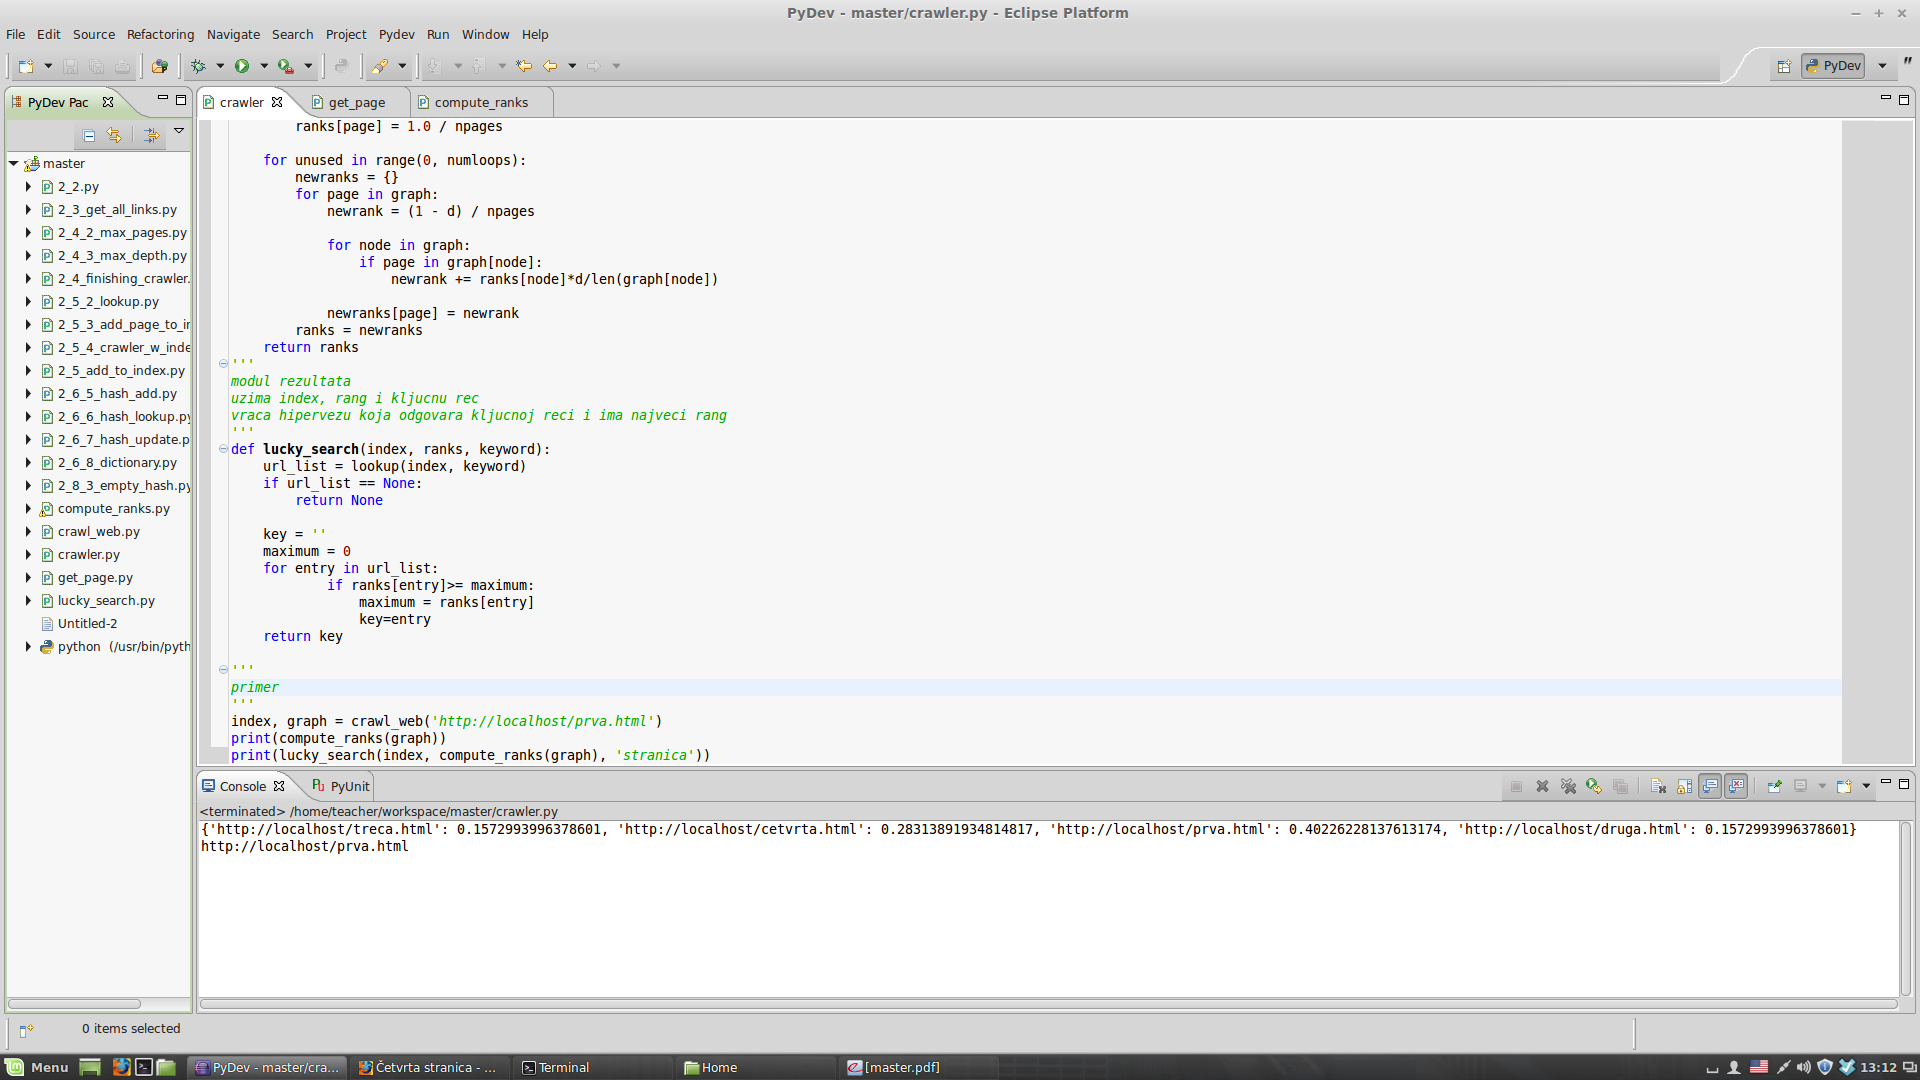 PyDev - master/crawler.py - Eclipse Platform
File Edit Source Refactoring Navigate Search Project Pydev Run Window Help
PyDev
PyDev Pac
crawler get_page compute_ranks
master
2_2.py
2_3_get_all_links.py
2_4_2_max_pages.py
2_4_3_max_depth.py
2_4_finishing_crawler.
2_5_2_lookup.py
2_5_3_add_page_to_ir
2_5_4_crawler_w_inde
2_5_add_to_index.py
2_6_5_hash_add.py
2_6_6_hash_lookup.py
2_6_7_hash_update.p
2_6_8_dictionary.py
2_8_3_empty_hash.py
compute_ranks.py
crawl_web.py
crawler.py
get_page.py
lucky_search.py
Untitled-2
python (/usr/bin/pyth
ranks[page] = 1.0 / npages
for unused in range(0, numloops):
newranks = {}
for page in graph:
newrank = (1 - d) / npages
for node in graph:
if page in graph[node]:
newrank += ranks[node]*d/len(graph[node])
newranks[page] = newrank
ranks = newranks
return ranks
'''
modul rezultata
uzima index, rang i kljucnu rec
vraca hipervezu koja odgovara kljucnoj reci i ima najveci rang
'''
def lucky_search(index, ranks, keyword):
url_list = lookup(index, keyword)
if url_list == None:
return None
key = ''
maximum = 0
for entry in url_list:
if ranks[entry]>= maximum:
maximum = ranks[entry]
key=entry
return key
'''
primer
'''
index, graph = crawl_web('http://localhost/prva.html')
print(compute_ranks(graph))
print(lucky_search(index, compute_ranks(graph), 'stranica'))
Console PyUnit
<terminated> /home/teacher/workspace/master/crawler.py
{'http://localhost/treca.html': 0.1572993996378601, 'http://localhost/cetvrta.html': 0.28313891934814817, 'http://localhost/prva.html': 0.40226228137613174, 'http://localhost/druga.html': 0.1572993996378601}
http://localhost/prva.html
0 items selected
Menu PyDev - master/cra... Četvrta stranica - ... Terminal Home [master.pdf] 13:12